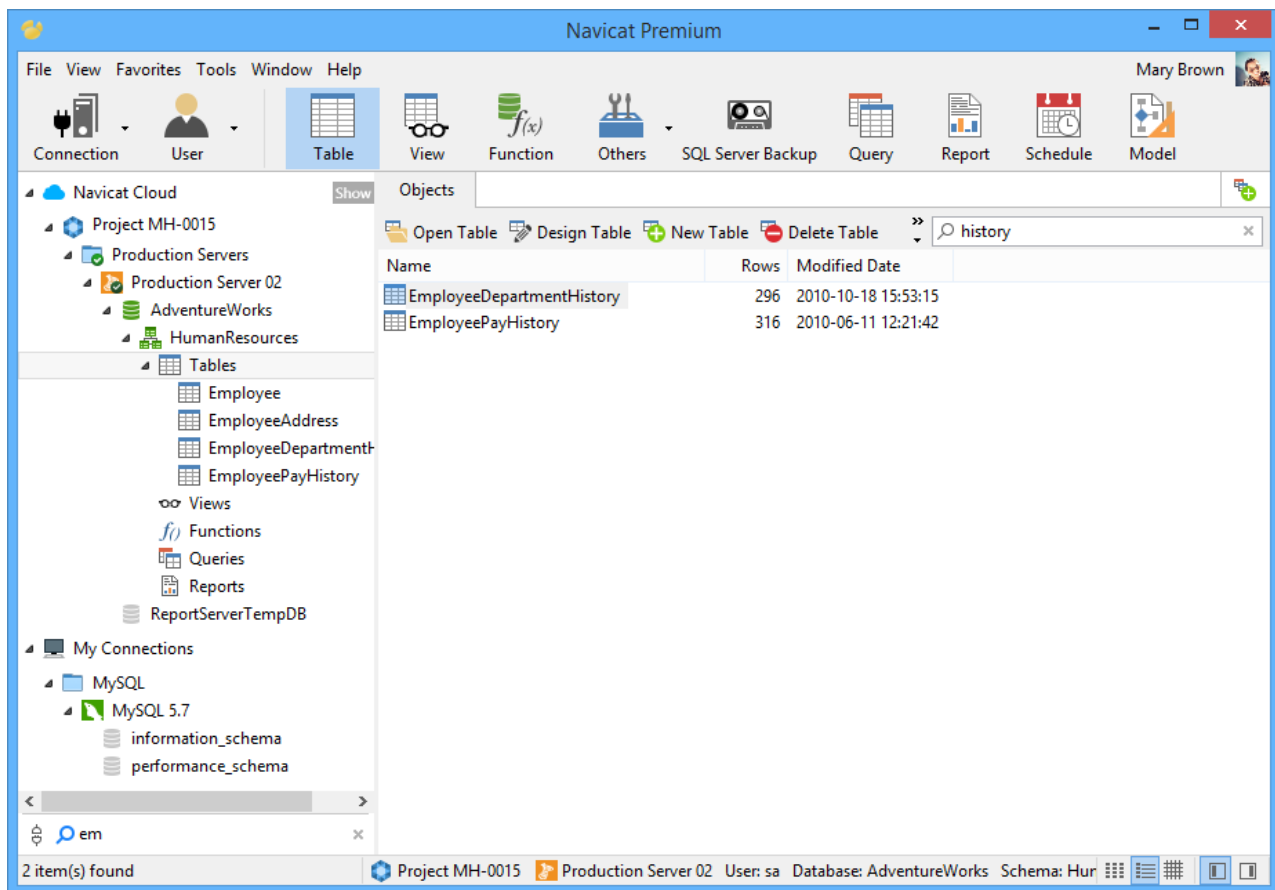 Navicat Premium
File View Favorites Tools Window Help Mary Brown
Connection User Table View Function Others SQL Server Backup Query Report Schedule Model
Navicat Cloud Show
Project MH-0015
Production Servers
Production Server 02
AdventureWorks
HumanResources
Tables
Employee
EmployeeAddress
EmployeeDepartmentH
EmployeePayHistory
Views
f() Functions
Queries
Reports
ReportServerTempDB
My Connections
MySQL
MySQL 5.7
information_schema
performance_schema
em
Objects
Open Table Design Table New Table Delete Table » history
Name Rows Modified Date
EmployeeDepartmentHistory 296 2010-10-18 15:53:15
EmployeePayHistory 316 2010-06-11 12:21:42
2 item(s) found Project MH-0015 Production Server 02 User: sa Database: AdventureWorks Schema: Hur